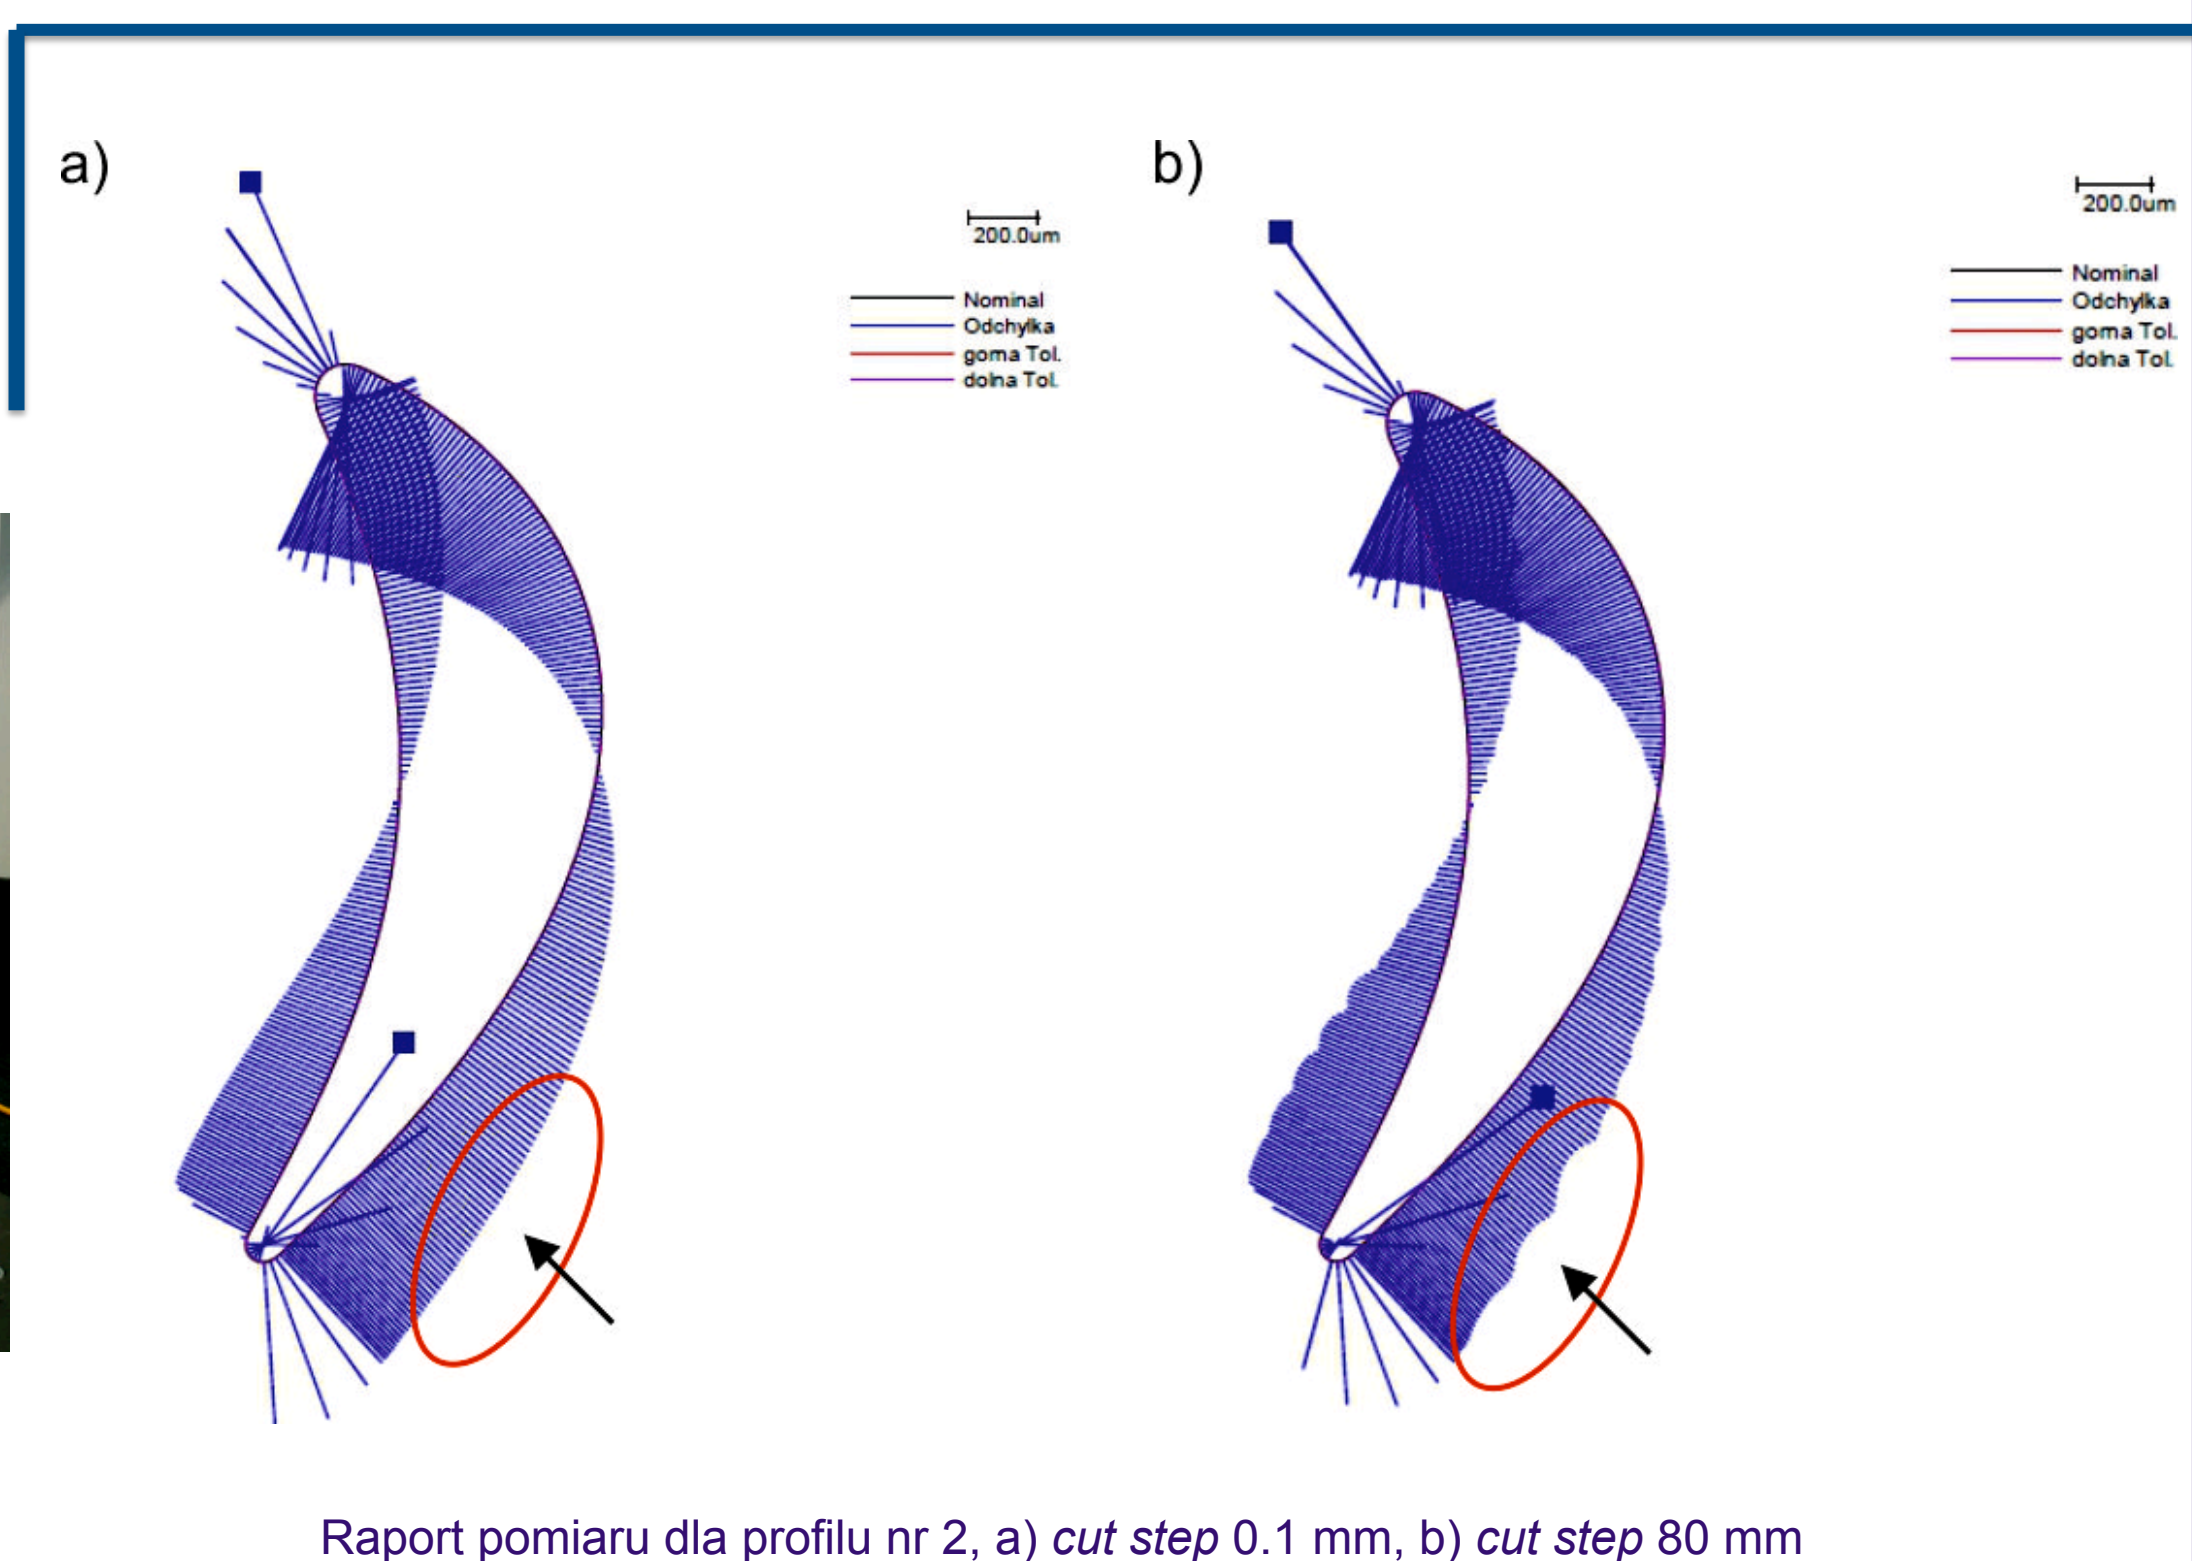 a)
200.0um
Nominal
Odchylka
gorna Tol.
dolna Tol.
b)
200.0um
Nominal
Odchylka
gorna Tol.
dolna Tol.
Raport pomiaru dla profilu nr 2, a) cut step 0.1 mm, b) cut step 80 mm